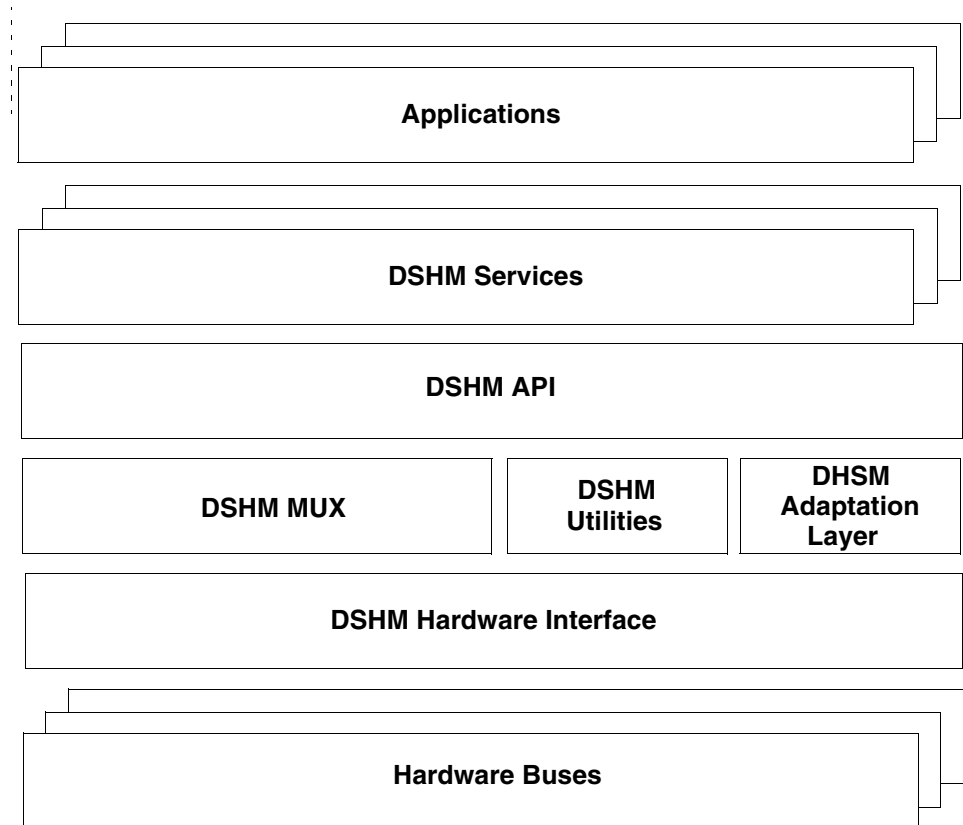 Applications
DSHM Services
DSHM API
DSHM MUX
DSHM
Utilities
DHSM
Adaptation
Layer
DSHM Hardware Interface
Hardware Buses